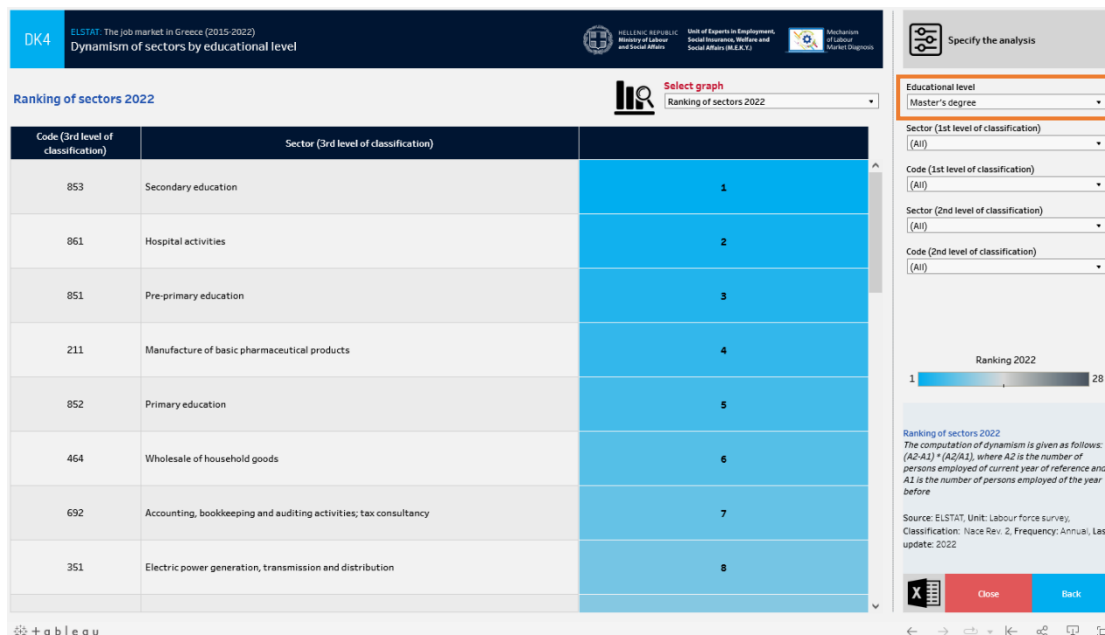 DK4
ELSTAT: The job market in Greece (2015-2022)
Dynamism of sectors by educational level
HELLENIC REPUBLIC
Ministry of Labour
and Social Affairs
Unit of Experts in Employment,
Social Insurance, Welfare and
Social Affairs (M.E.K.Y.)
Mechanism
of Labour
Market Diagnosis
Specify the analysis
Ranking of sectors 2022
Select graph
Ranking of sectors 2022
Educational level
Master's degree
Sector (1st level of classification)
(All)
Code (1st level of classification)
(All)
Sector (2nd level of classification)
(All)
Code (2nd level of classification)
(All)
Code (3rd level of
classification)
Sector (3rd level of classification)
853 Secondary education 1
861 Hospital activities 2
851 Pre-primary education 3
211 Manufacture of basic pharmaceutical products 4
852 Primary education 5
464 Wholesale of household goods 6
692 Accounting, bookkeeping and auditing activities; tax consultancy 7
351 Electric power generation, transmission and distribution 8
Ranking 2022
1 28
Ranking of sectors 2022
The computation of dynamism is given as follows:
(A2-A1) * (A2/A1), where A2 is the number of
persons employed of current year of reference and
A1 is the number of persons employed of the year
before
Source: ELSTAT, Unit: Labour force survey,
Classification: Nace Rev. 2, Frequency: Annual, Las
update: 2022
Close
Back
+ a b l e a u